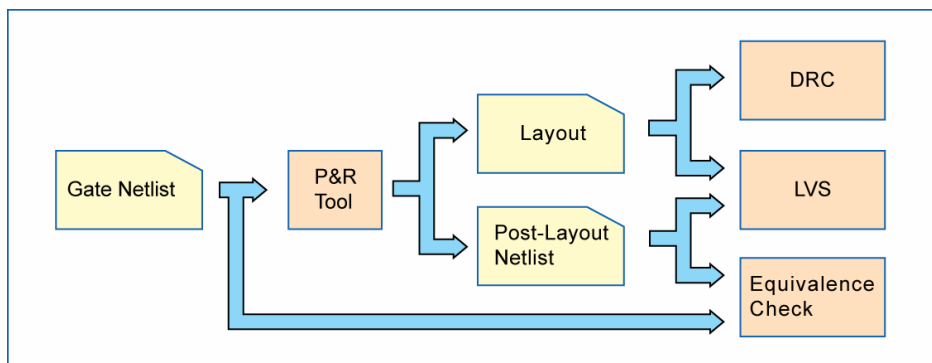 Gate Netlist
P&R
Tool
Layout
Post-Layout
Netlist
DRC
LVS
Equivalence
Check